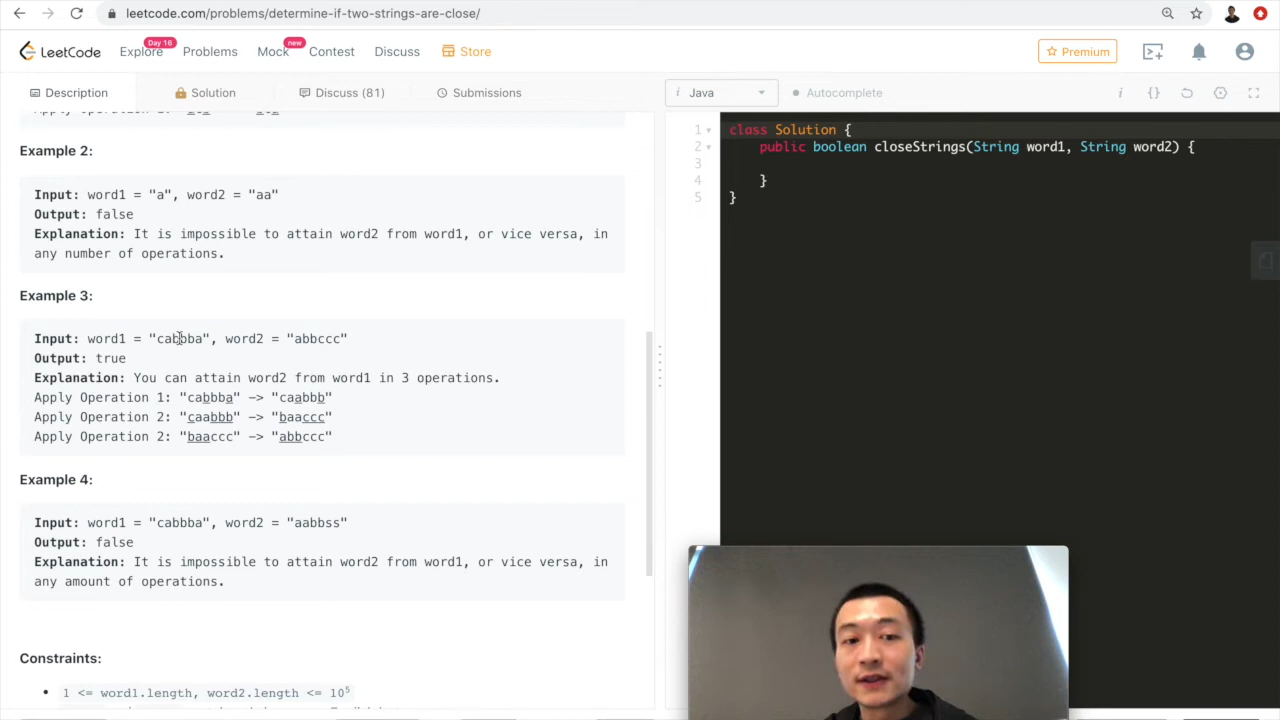 leetcode.com/problems/determine-if-two-strings-are-close/
LeetCode Explore Day 16 Problems Mock new Contest Discuss Store Premium
Description Solution Discuss (81) Submissions
i Java Autocomplete i {}
Example 2:
Input: word1 = "a", word2 = "aa"
Output: false
Explanation: It is impossible to attain word2 from word1, or vice versa, in
any number of operations.
Example 3:
Input: word1 = "cabbba", word2 = "abbccc"
Output: true
Explanation: You can attain word2 from word1 in 3 operations.
Apply Operation 1: "cabbba" -> "caabbb"
Apply Operation 2: "caabbb" -> "baaccc"
Apply Operation 2: "baaccc" -> "abbccc"
Example 4:
Input: word1 = "cabbba", word2 = "aabbss"
Output: false
Explanation: It is impossible to attain word2 from word1, or vice versa, in
any amount of operations.
Constraints:
1 <= word1.length, word2.length <= 10⁵
1 class Solution {
2 public boolean closeStrings(String word1, String word2) {
3
4 }
5 }